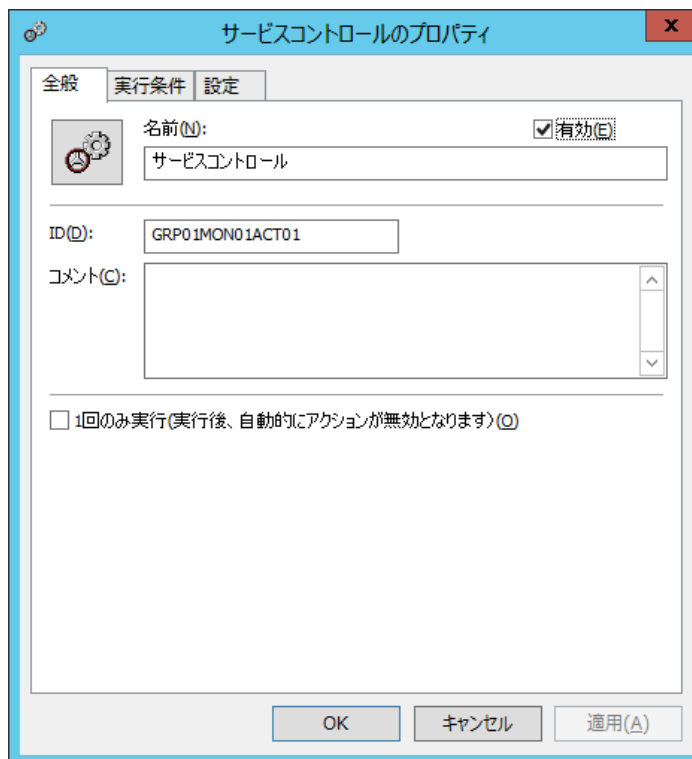 サービスコントロールのプロパティ
x
全般 実行条件 設定
名前(N): 有効(E)
サービスコントロール
ID(D): GRP01MON01ACT01
コメント(C):
1回のみ実行(実行後、自動的にアクションが無効となります)(O)
OK キャンセル 適用(A)